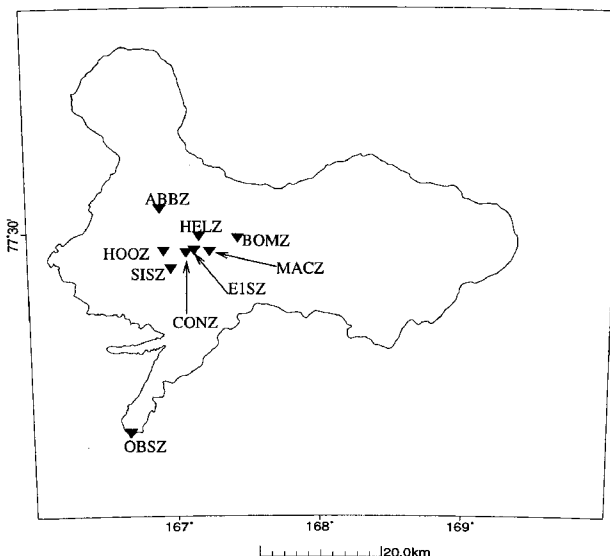 ABBZ
77°30'
HELZ
BOMZ
HOOZ
MACZ
SISZ
E1SZ
CONZ
OBSZ
167° 168° 169°
20.0km